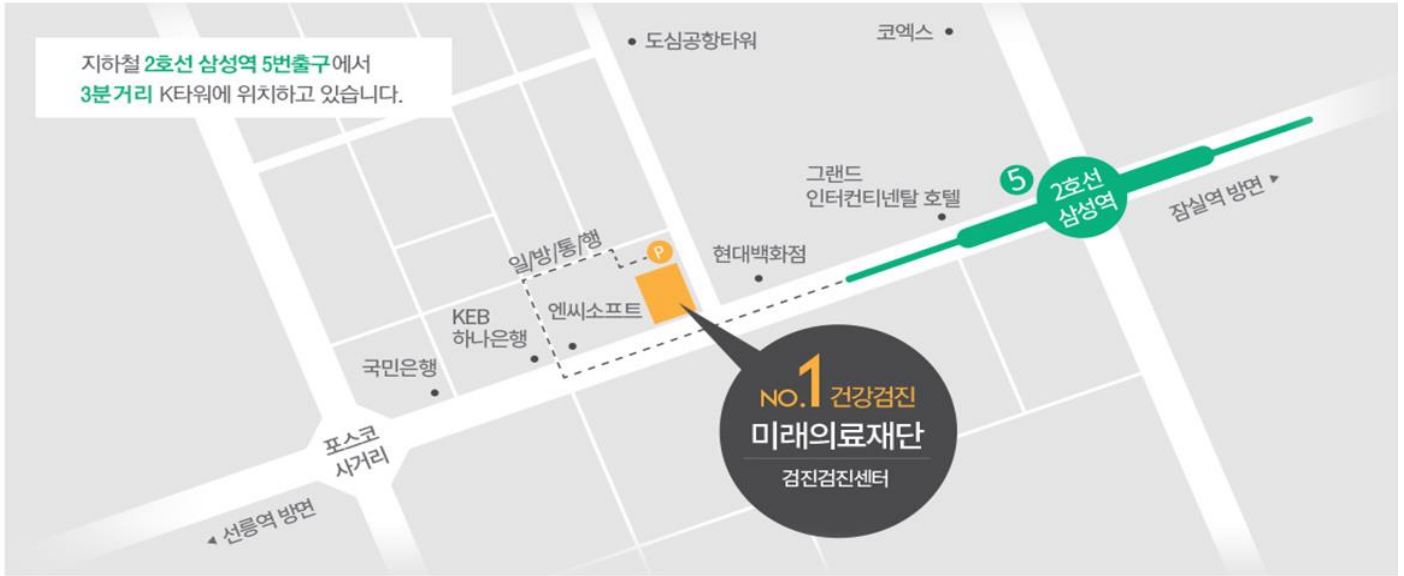 지하철 2호선 삼성역 5번출구에서
3분거리 K타워에 위치하고 있습니다.
도심공항타워
코엑스
그랜드
인터컨티넨탈 호텔
5
2호선
삼성역
잠실역 방면 ▶
일/방/통/행
P
현대백화점
엔씨소프트
KEB
하나은행
국민은행
NO.1 건강검진
미래의료재단
검진검진센터
포스코
사거리
◀ 선릉역 방면